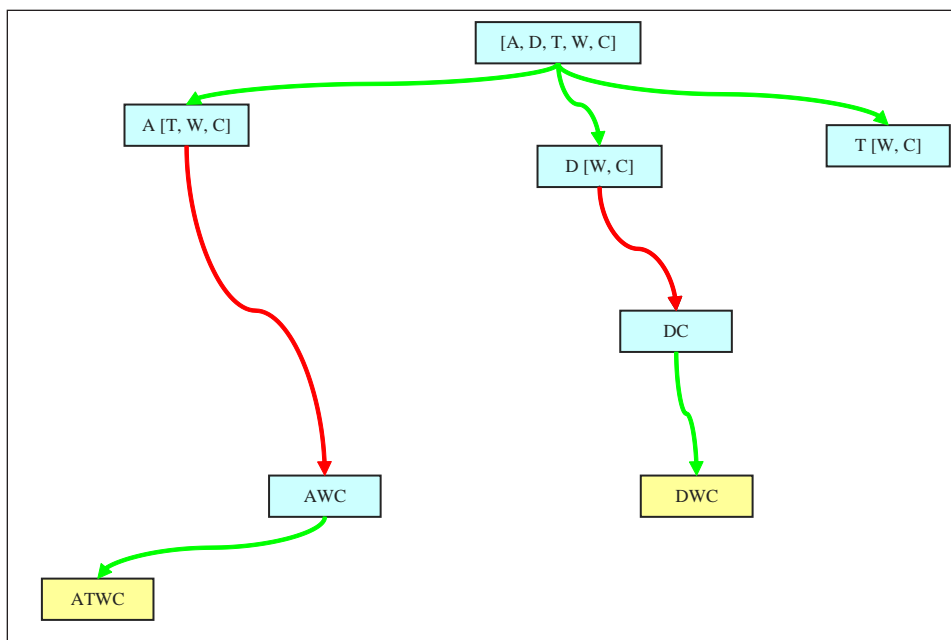 [A, D, T, W, C]
A [T, W, C]
D [W, C]
T [W, C]
DC
AWC
DWC
ATWC